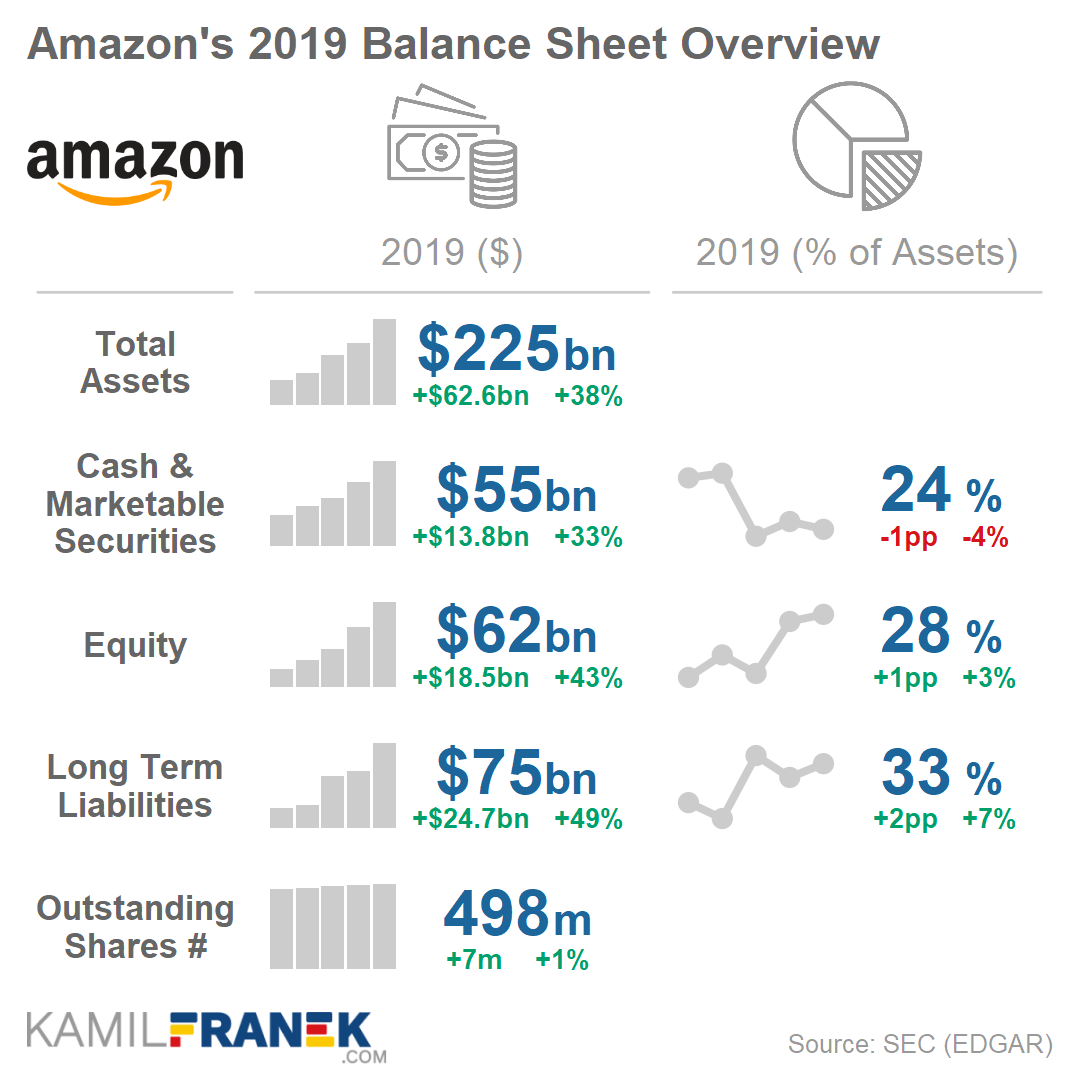 Amazon's 2019 Balance Sheet Overview
amazon
$
2019 ($)
2019 (% of Assets)
Total
Assets
$225bn
+$62.6bn +38%
Cash &
Marketable
Securities
$55bn
+$13.8bn +33%
24 %
-1pp -4%
Equity
$62bn
+$18.5bn +43%
28 %
+1pp +3%
Long Term
Liabilities
$75bn
+$24.7bn +49%
33 %
+2pp +7%
Outstanding
Shares #
498m
+7m +1%
KAMILFRANEK
.COM
Source: SEC (EDGAR)